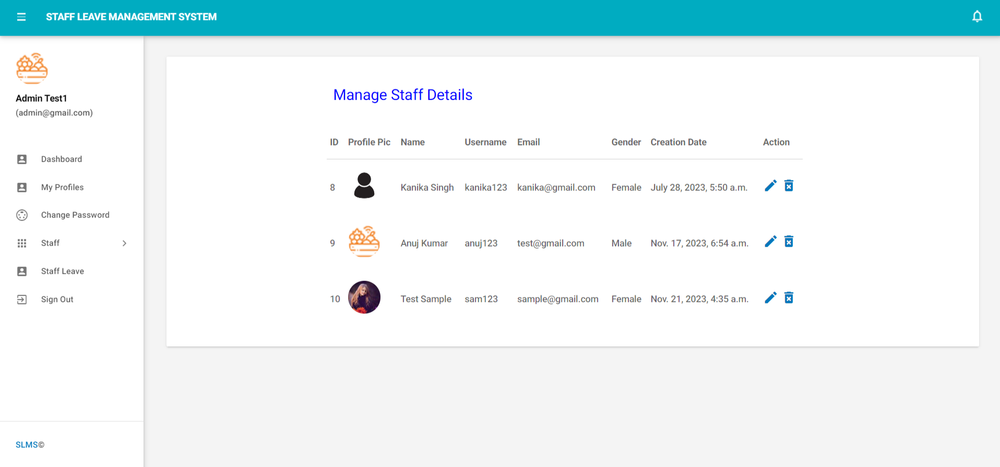 STAFF LEAVE MANAGEMENT SYSTEM
Admin Test1
(admin@gmail.com)
Dashboard
My Profiles
Change Password
Staff
Staff Leave
Sign Out
SLMS©
Manage Staff Details
ID Profile Pic Name Username Email Gender Creation Date Action
8 Kanika Singh kanika123 kanika@gmail.com Female July 28, 2023, 5:50 a.m.
9 Anuj Kumar anuj123 test@gmail.com Male Nov. 17, 2023, 6:54 a.m.
10 Test Sample sam123 sample@gmail.com Female Nov. 21, 2023, 4:35 a.m.